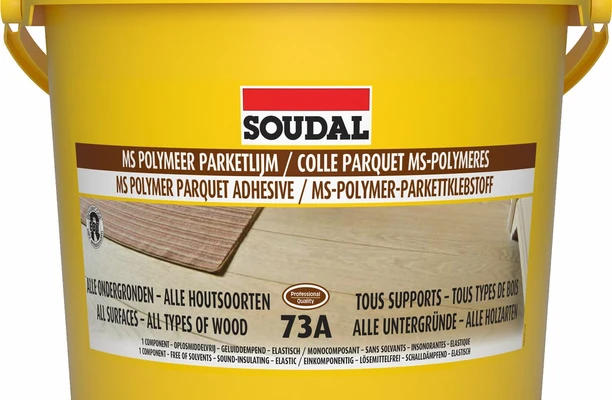 SOUDAL
MS POLYMEER PARKETLIJM / COLLE PARQUET MS-POLYMERES
MS POLYMER PARQUET ADHESIVE / MS-POLYMER-PARKETTKLEBSTOFF
ALLE ONDERGRONDEN – ALLE HOUTSOORTEN
ALL SURFACES – ALL TYPES OF WOOD
Professional
Quality
73A
TOUS SUPPORTS – TOUS TYPES DE BOIS
ALLE UNTERGRÜNDE – ALLE HOLZARTEN
1 COMPONENT – OPLOSMIDDELVRIJ – GELUIDDEMPEND – ELASTISCH / MONOCOMPOSANT – SANS SOLVANTS – INSONORANTES – ELASTIQUE
1 COMPONENT – FREE OF SOLVENTS – SOUND-INSULATING – ELASTIC / EINKOMPONENTIG – LÖSEMITTELFREI – SCHALLDÄMPFEND – ELASTISCH